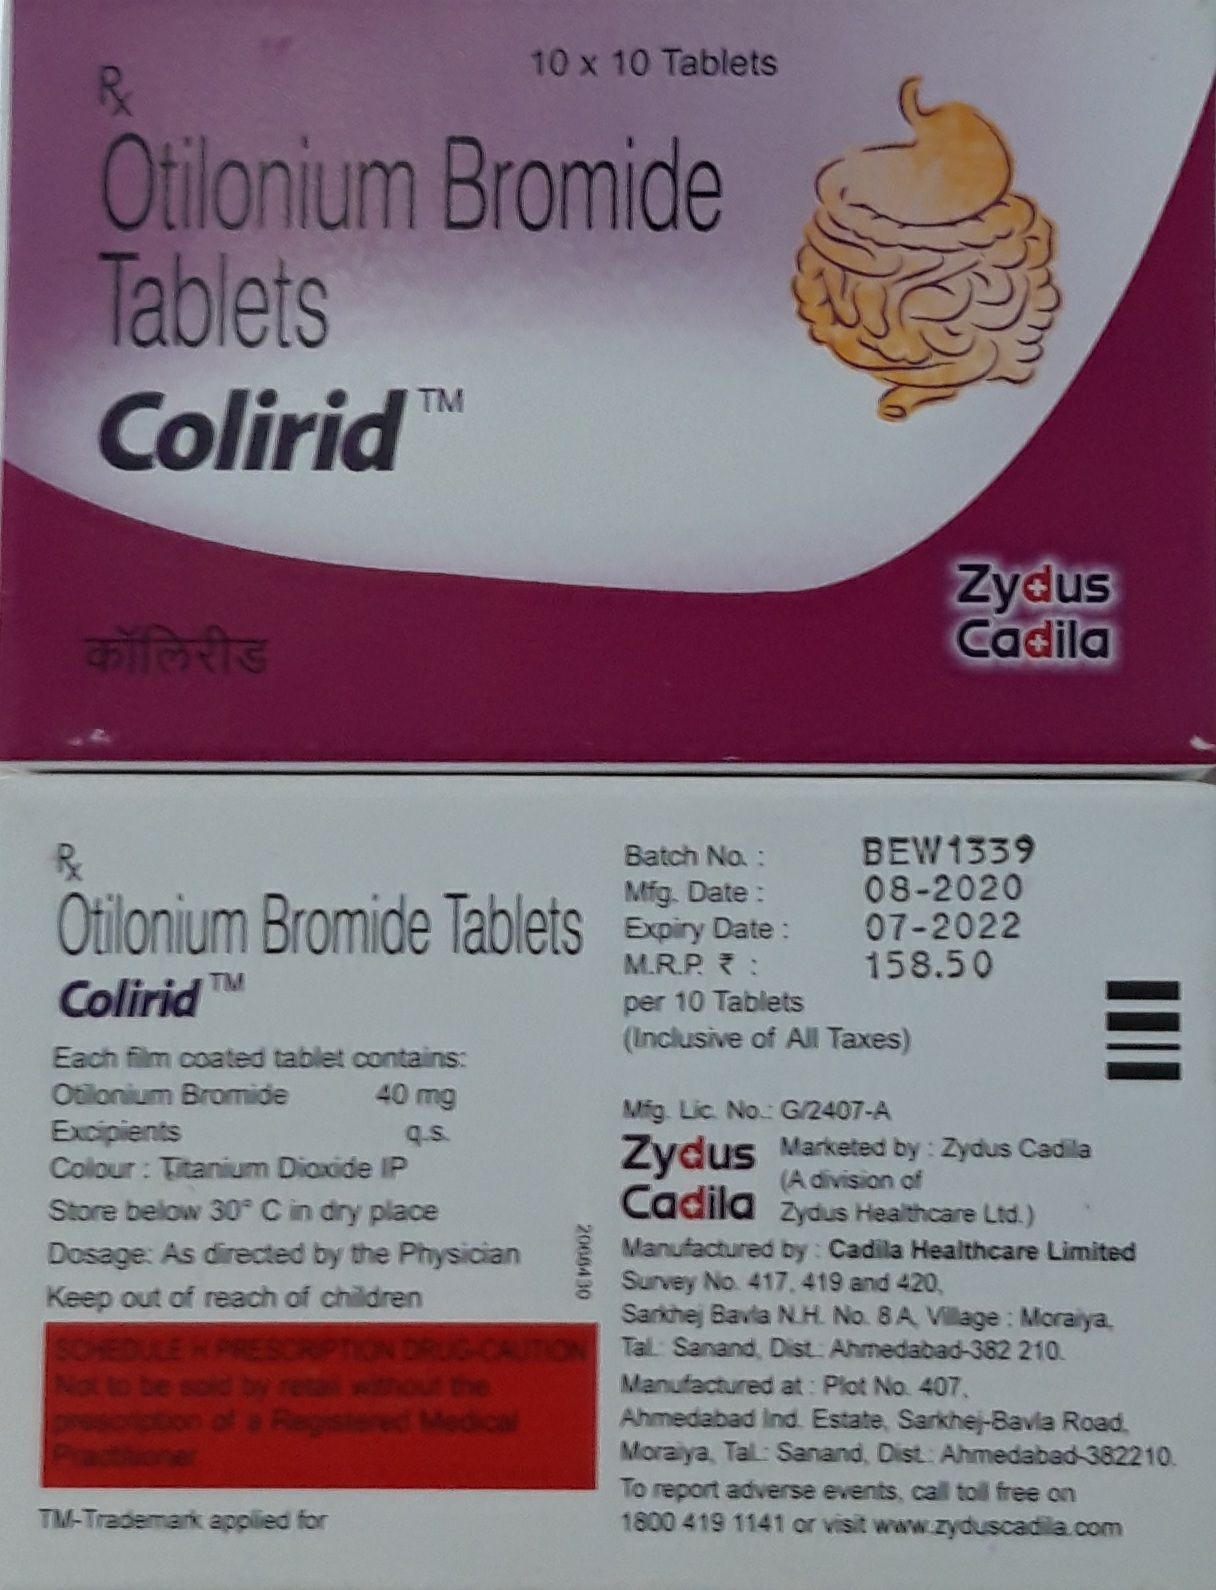 10 x 10 Tablets
Rx
Otilonium Bromide
Tablets
Colirid™
Zydus
Cadila
कॉलिरीड
Rx
Otilonium Bromide Tablets
Colirid™
Each film coated tablet contains:
Otilonium Bromide 40 mg
Excipients q.s.
Colour : Titanium Dioxide IP
Store below 30° C in dry place
Dosage: As directed by the Physician
Keep out of reach of children
SCHEDULE H PRESCRIPTION DRUG-CAUTION
Not to be sold by retail without the
prescription of a Registered Medical
Practitioner
TM-Trademark applied for
Batch No. : BEW1339
Mfg. Date : 08-2020
Expiry Date : 07-2022
M.R.P. ₹ : 158.50
per 10 Tablets
(Inclusive of All Taxes)
Mfg. Lic. No.: G/2407-A
Zydus
Cadila
Marketed by : Zydus Cadila
(A division of
Zydus Healthcare Ltd.)
Manufactured by : Cadila Healthcare Limited
Survey No. 417, 419 and 420,
Sarkhej Bavla N.H. No. 8 A, Village : Moraiya,
Tal.: Sanand, Dist.: Ahmedabad-382 210.
Manufactured at : Plot No. 407,
Ahmedabad Ind. Estate, Sarkhej-Bavla Road,
Moraiya, Tal.: Sanand, Dist.: Ahmedabad-382210.
To report adverse events, call toll free on
1800 419 1141 or visit www.zyduscadila.com